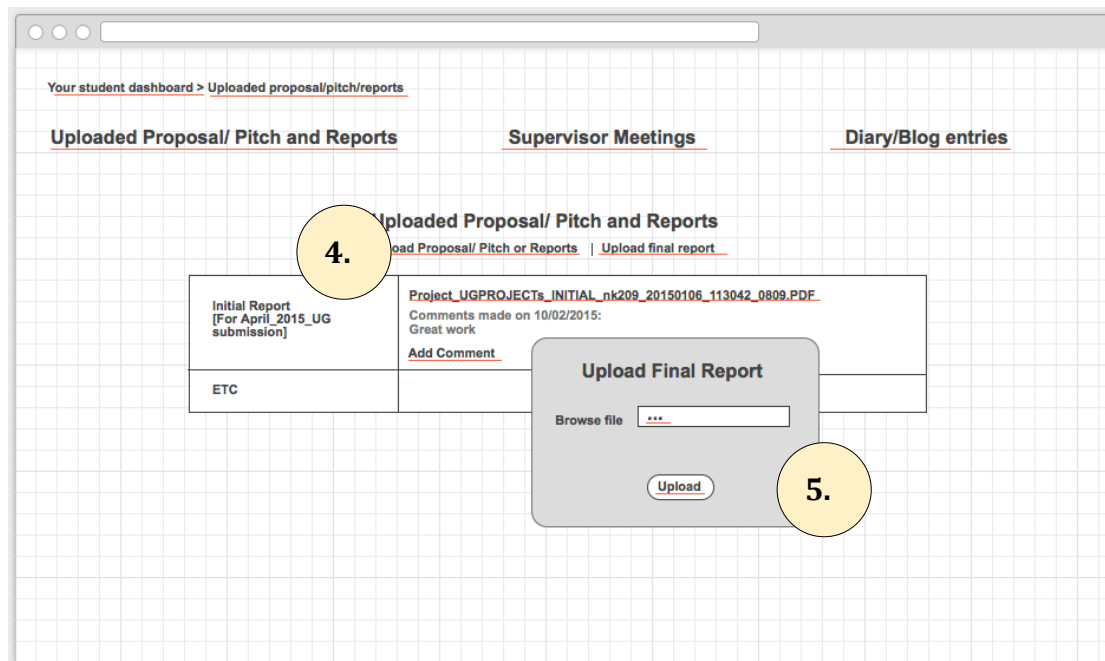 Your student dashboard > Uploaded proposal/pitch/reports
Uploaded Proposal/ Pitch and Reports Supervisor Meetings Diary/Blog entries
Uploaded Proposal/ Pitch and Reports
4.
oad Proposal/ Pitch or Reports | Upload final report
Initial Report
[For April_2015_UG
submission]
Project_UGPROJECTs_INITIAL_nk209_20150106_113042_0809.PDF
Comments made on 10/02/2015:
Great work
Add Comment
ETC
Upload Final Report
Browse file ...
Upload
5.